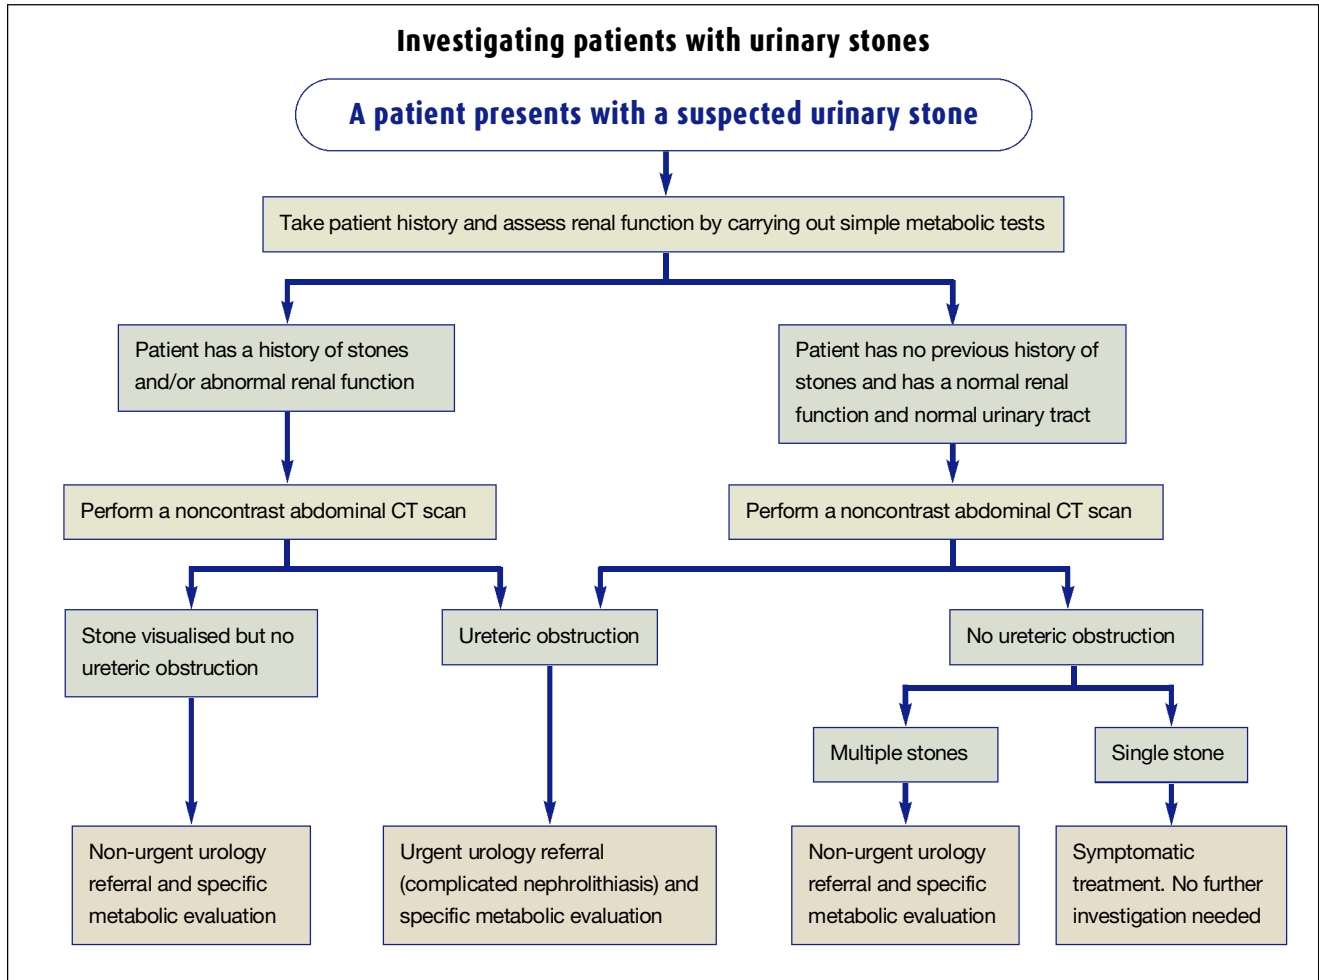 Investigating patients with urinary stones
A patient presents with a suspected urinary stone
Take patient history and assess renal function by carrying out simple metabolic tests
Patient has a history of stones
and/or abnormal renal function
Patient has no previous history of
stones and has a normal renal
function and normal urinary tract
Perform a noncontrast abdominal CT scan
Perform a noncontrast abdominal CT scan
Stone visualised but no
ureteric obstruction
Ureteric obstruction
No ureteric obstruction
Multiple stones
Single stone
Non-urgent urology
referral and specific
metabolic evaluation
Urgent urology referral
(complicated nephrolithiasis) and
specific metabolic evaluation
Non-urgent urology
referral and specific
metabolic evaluation
Symptomatic
treatment. No further
investigation needed